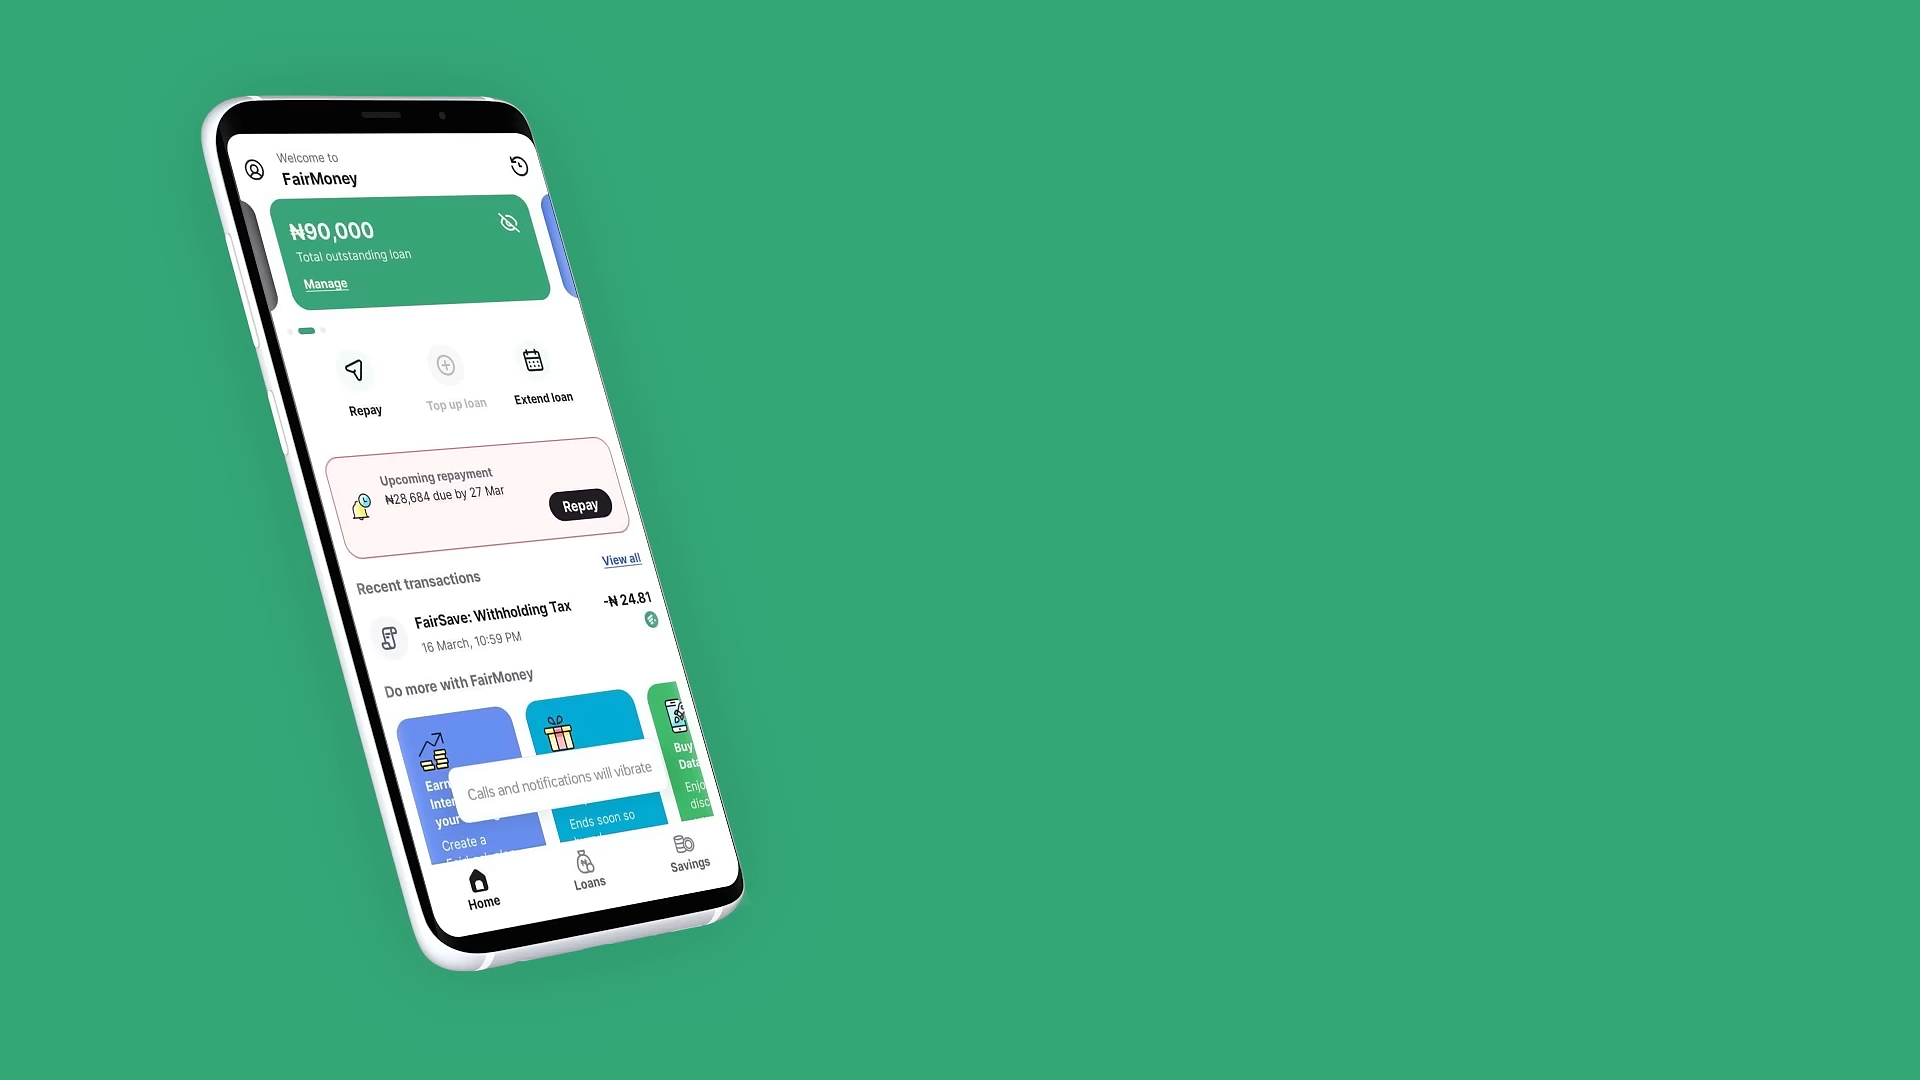 Welcome to
FairMoney
₦90,000
Total outstanding loan
Manage
Repay
Top up loan
Extend loan
Upcoming repayment
₦28,684 due by 27 Mar
Repay
View all
Recent transactions
FairSave: Withholding Tax
-₦ 24.81
16 March, 10:59 PM
Do more with FairMoney
Earn
your
Create a
Ends soon so
Buy
Data
Calls and notifications will vibrate
Home
Loans
Savings